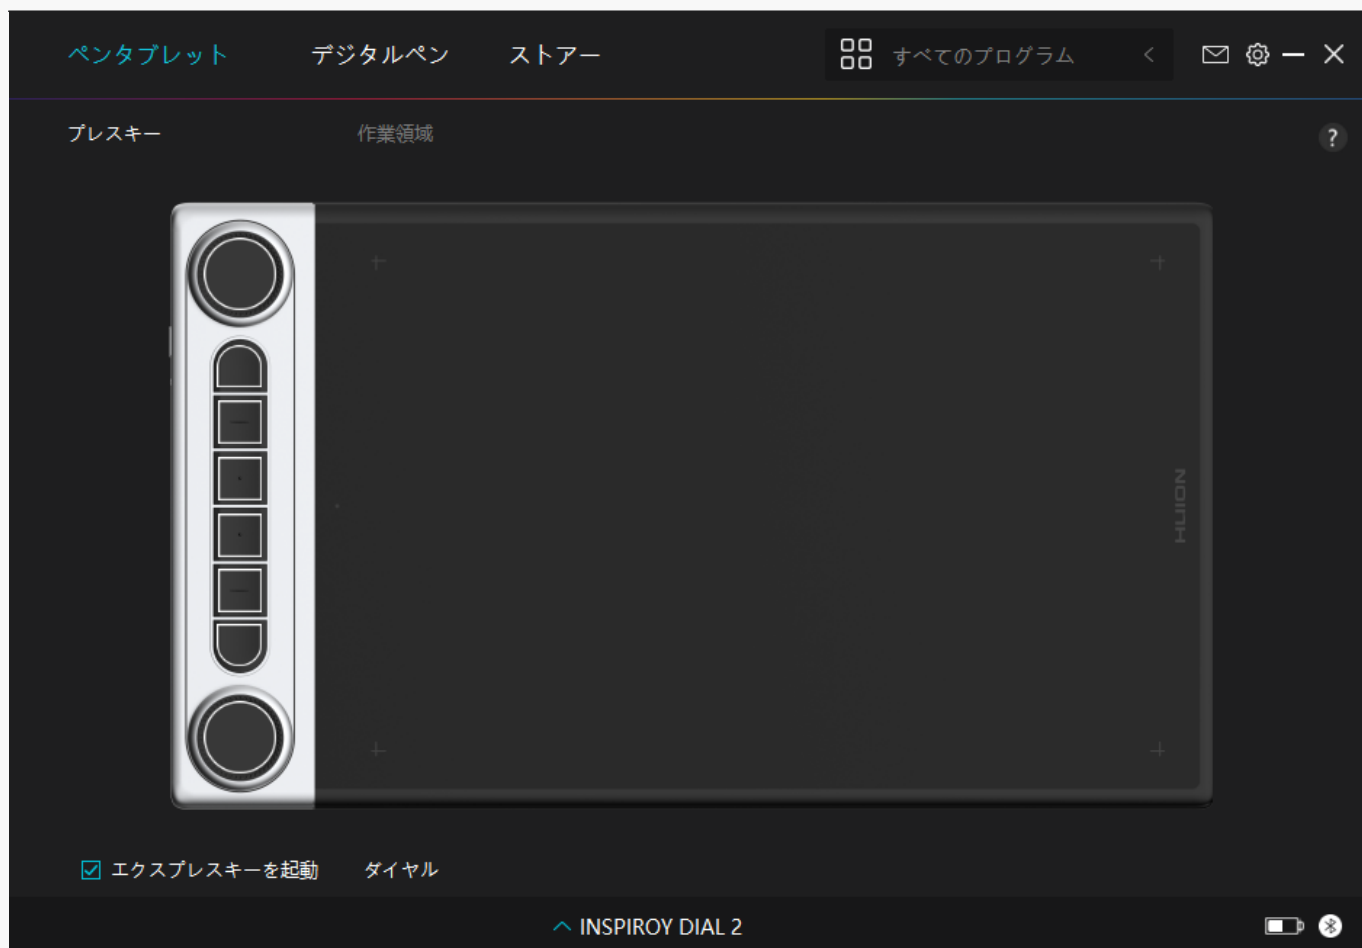 ペンタブレット デジタルペン ストアー すべてのプログラム
プレスキー 作業領域
?
HUION
エクスプレスキーを起動 ダイヤル
INSPIROY DIAL 2